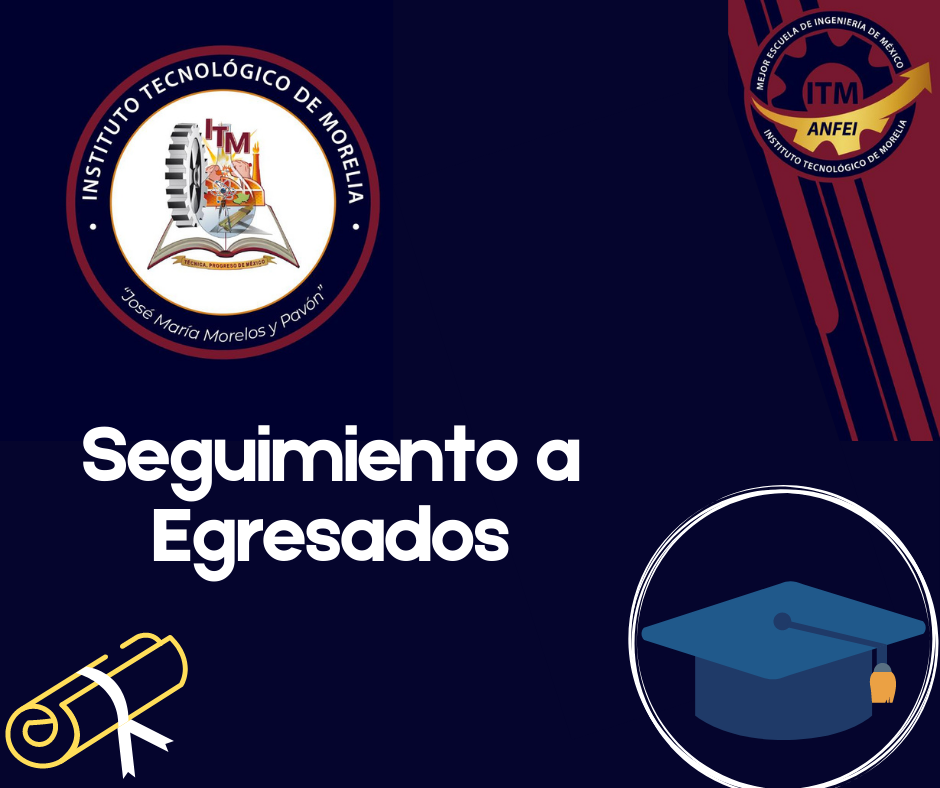 INSTITUTO TECNOLÓGICO DE MORELIA
ITM
TÉCNICA, PROGRESO DE MÉXICO
"José María Morelos y Pavón"
MEJOR ESCUELA DE INGENIERÍA DE MÉXICO
ITM
ANFEI
INSTITUTO TECNOLÓGICO DE MORELIA
Seguimiento a
Egresados